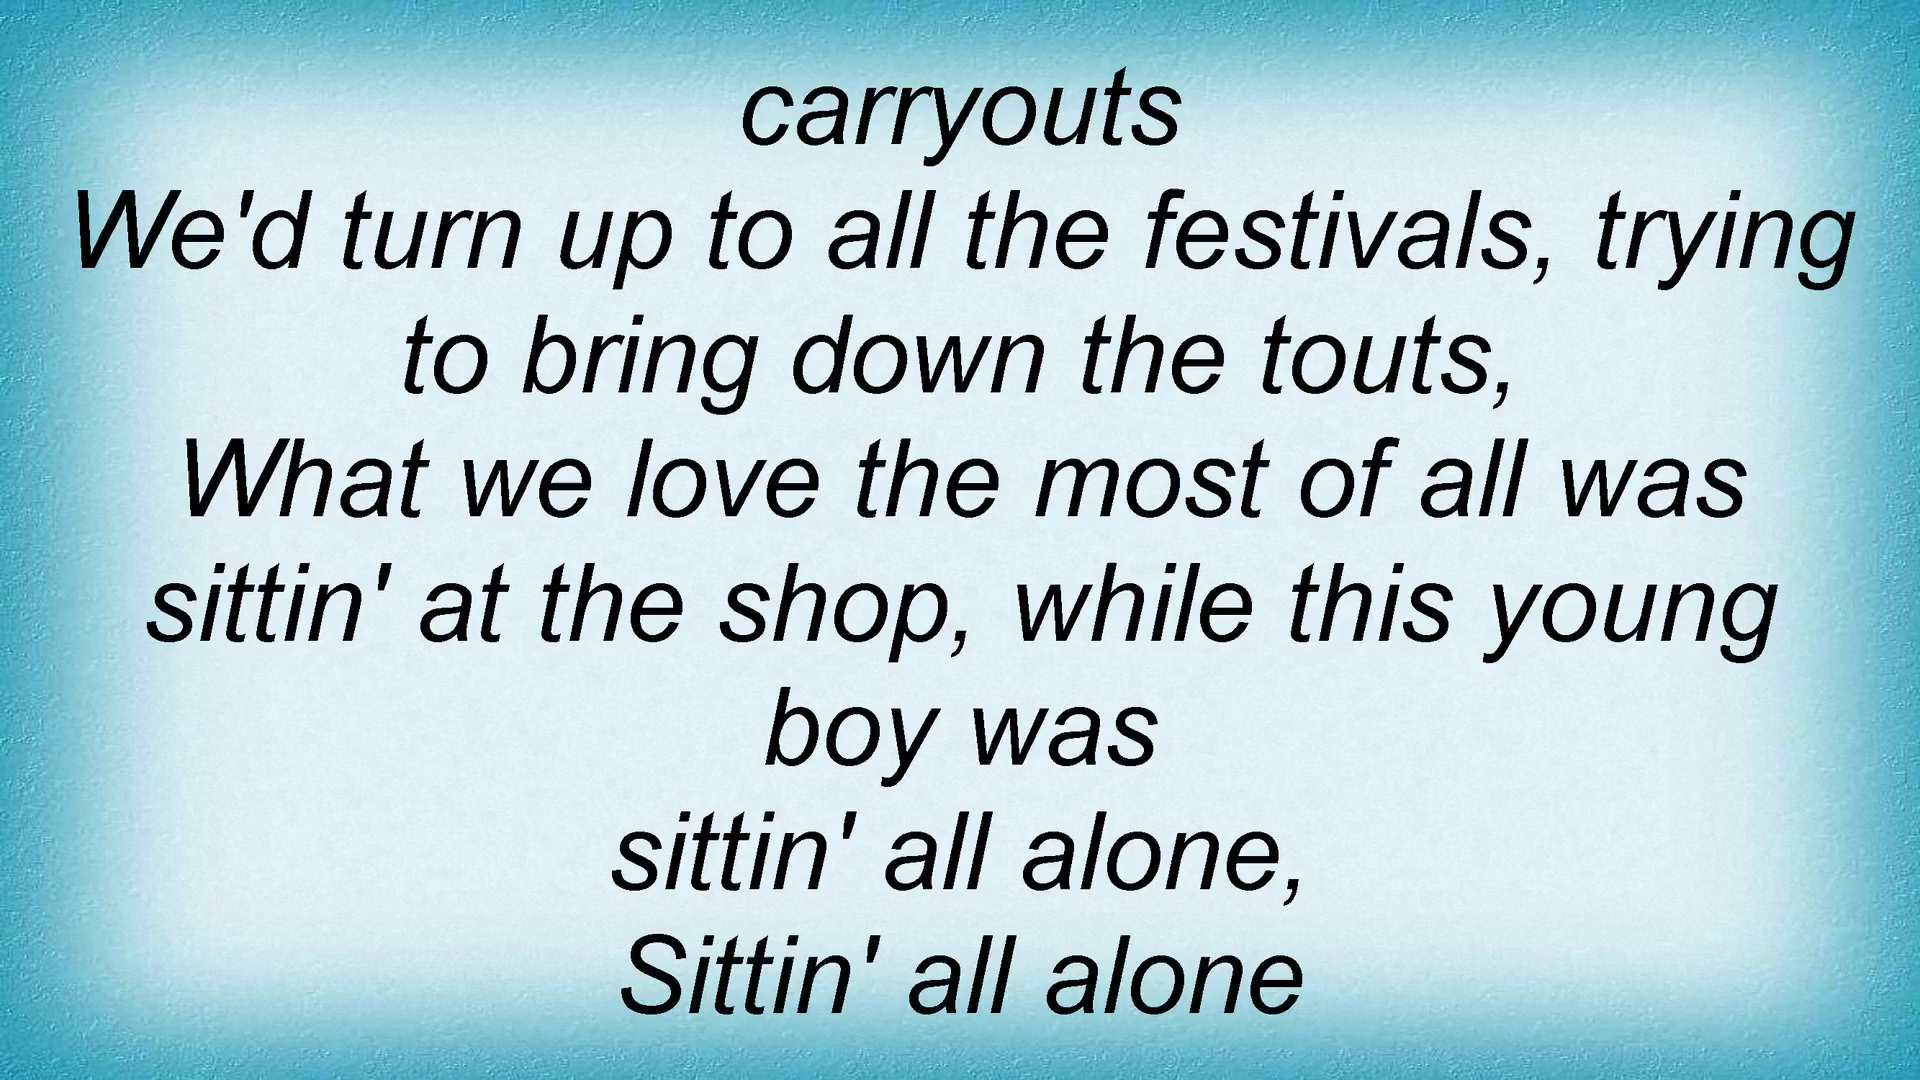 carryouts
We'd turn up to all the festivals, trying
to bring down the touts,
What we love the most of all was
sittin' at the shop, while this young
boy was
sittin' all alone,
Sittin' all alone